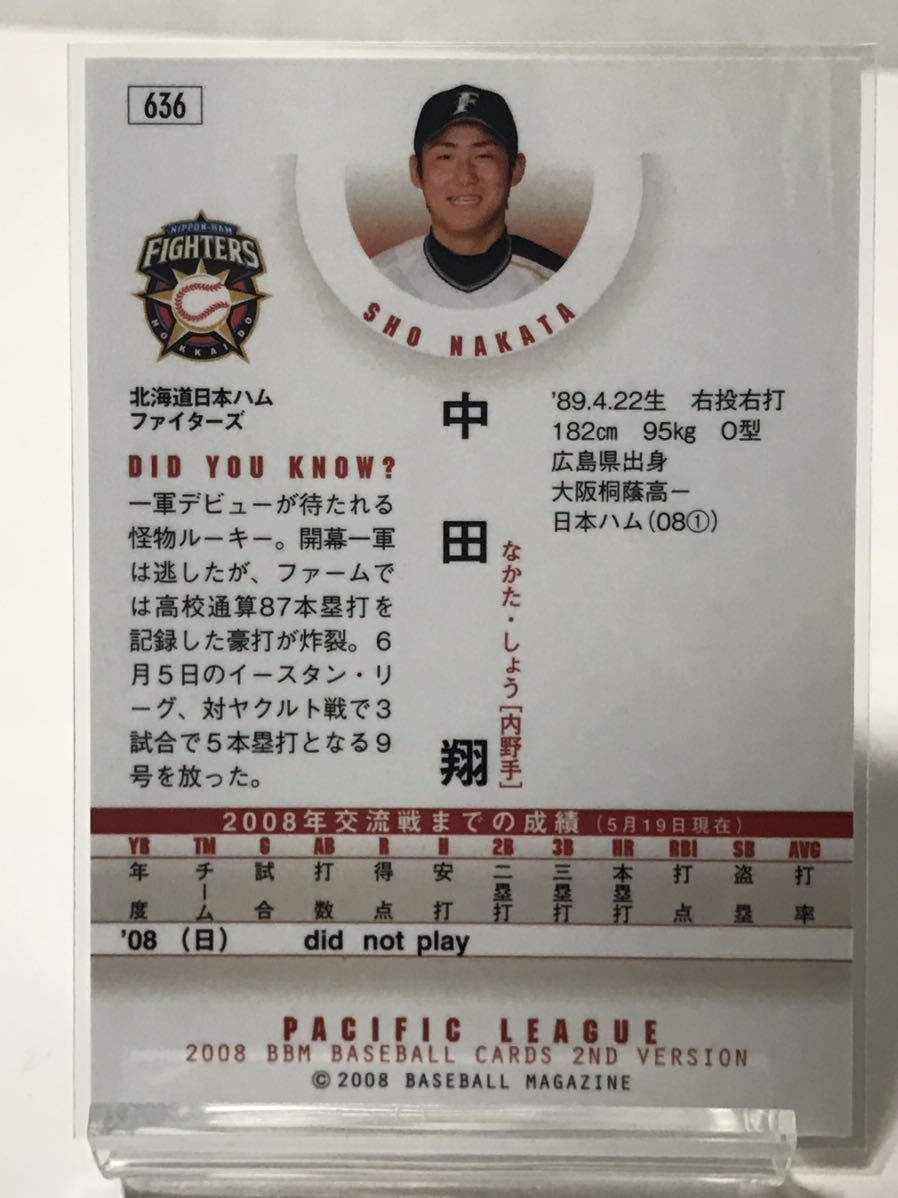 636
NIPPON-HAM
FIGHTERS
HOKKAIDO
F
SHO NAKATA
北海道日本ハム
ファイターズ
DID YOU KNOW?
一軍デビューが待たれる
怪物ルーキー。開幕一軍
は逃したが、ファームで
は高校通算87本塁打を
記録した豪打が炸裂。6
月5日のイースタン・リ
ーグ、対ヤクルト戦で3
試合で5本塁打となる9
号を放った。
中田翔
なかた・しょう[内野手]
'89.4.22生 右投右打
182cm 95kg O型
広島県出身
大阪桐蔭高ー
日本ハム(08①)
2008年交流戦までの成績(5月19日現在)
YR TM G AB R H 2B 3B HR RBI SB AVG
年度 チーム 試合 打数 得点 安打 二塁打 三塁打 本塁打 打点 盗塁 打率
'08 (日) did not play
PACIFIC LEAGUE
2008 BBM BASEBALL CARDS 2ND VERSION
©2008 BASEBALL MAGAZINE